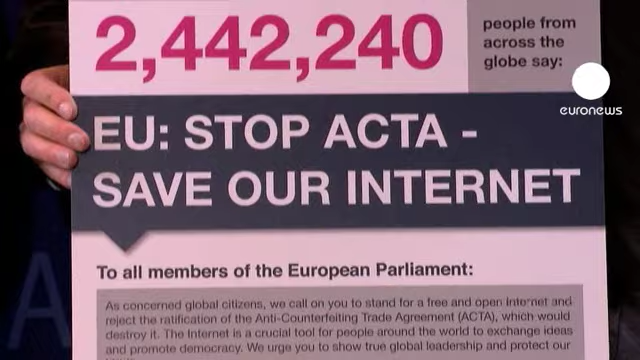 2,442,240
people from
across the
globe say:
euronews
EU: STOP ACTA -
SAVE OUR INTERNET
To all members of the European Parliament:
As concerned global citizens, we call on you to stand for a free and open Internet and
reject the ratification of the Anti-Counterfeiting Trade Agreement (ACTA), which would
destroy it. The Internet is a crucial tool for people around the world to exchange ideas
and promote democracy. We urge you to show true global leadership and protect our